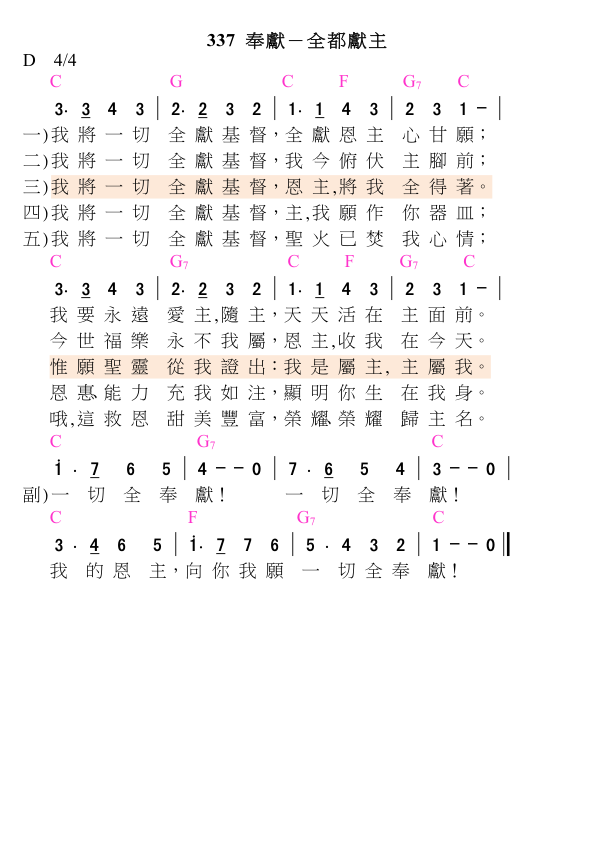 337 奉獻－全都獻主
D 4/4
C G C F G7 C
3. 3 4 3 | 2. 2 3 2 | 1. 1 4 3 | 2 3 1 － |
一)我將一切 全獻基督，全獻恩主 心甘願；
二)我將一切 全獻基督，我今俯伏 主腳前；
三)我將一切 全獻基督，恩主,將我 全得著。
四)我將一切 全獻基督，主,我願作 你器皿；
五)我將一切 全獻基督，聖火已焚 我心情；
C G7 C F G7 C
3. 3 4 3 | 2. 2 3 2 | 1. 1 4 3 | 2 3 1 － |
我要永遠 愛主,隨主，天天活在 主面前。
今世福樂 永不我屬，恩主,收我 在今天。
惟願聖靈 從我證出：我是屬主, 主屬我。
恩惠、能力 充我如注，顯明你生 在我身。
哦,這救恩 甜美豐富，榮耀、榮耀 歸主名。
C G7 C
i . 7 6 5 | 4 － － 0 | 7 . 6 5 4 | 3 － － 0 |
副)一 切 全 奉 獻！ 一 切 全 奉 獻！
C F G7 C
3 . 4 6 5 | i. 7 7 6 | 5 . 4 3 2 | 1 － － 0 ‖
我 的 恩 主，向 你 我 願 一 切 全 奉 獻！